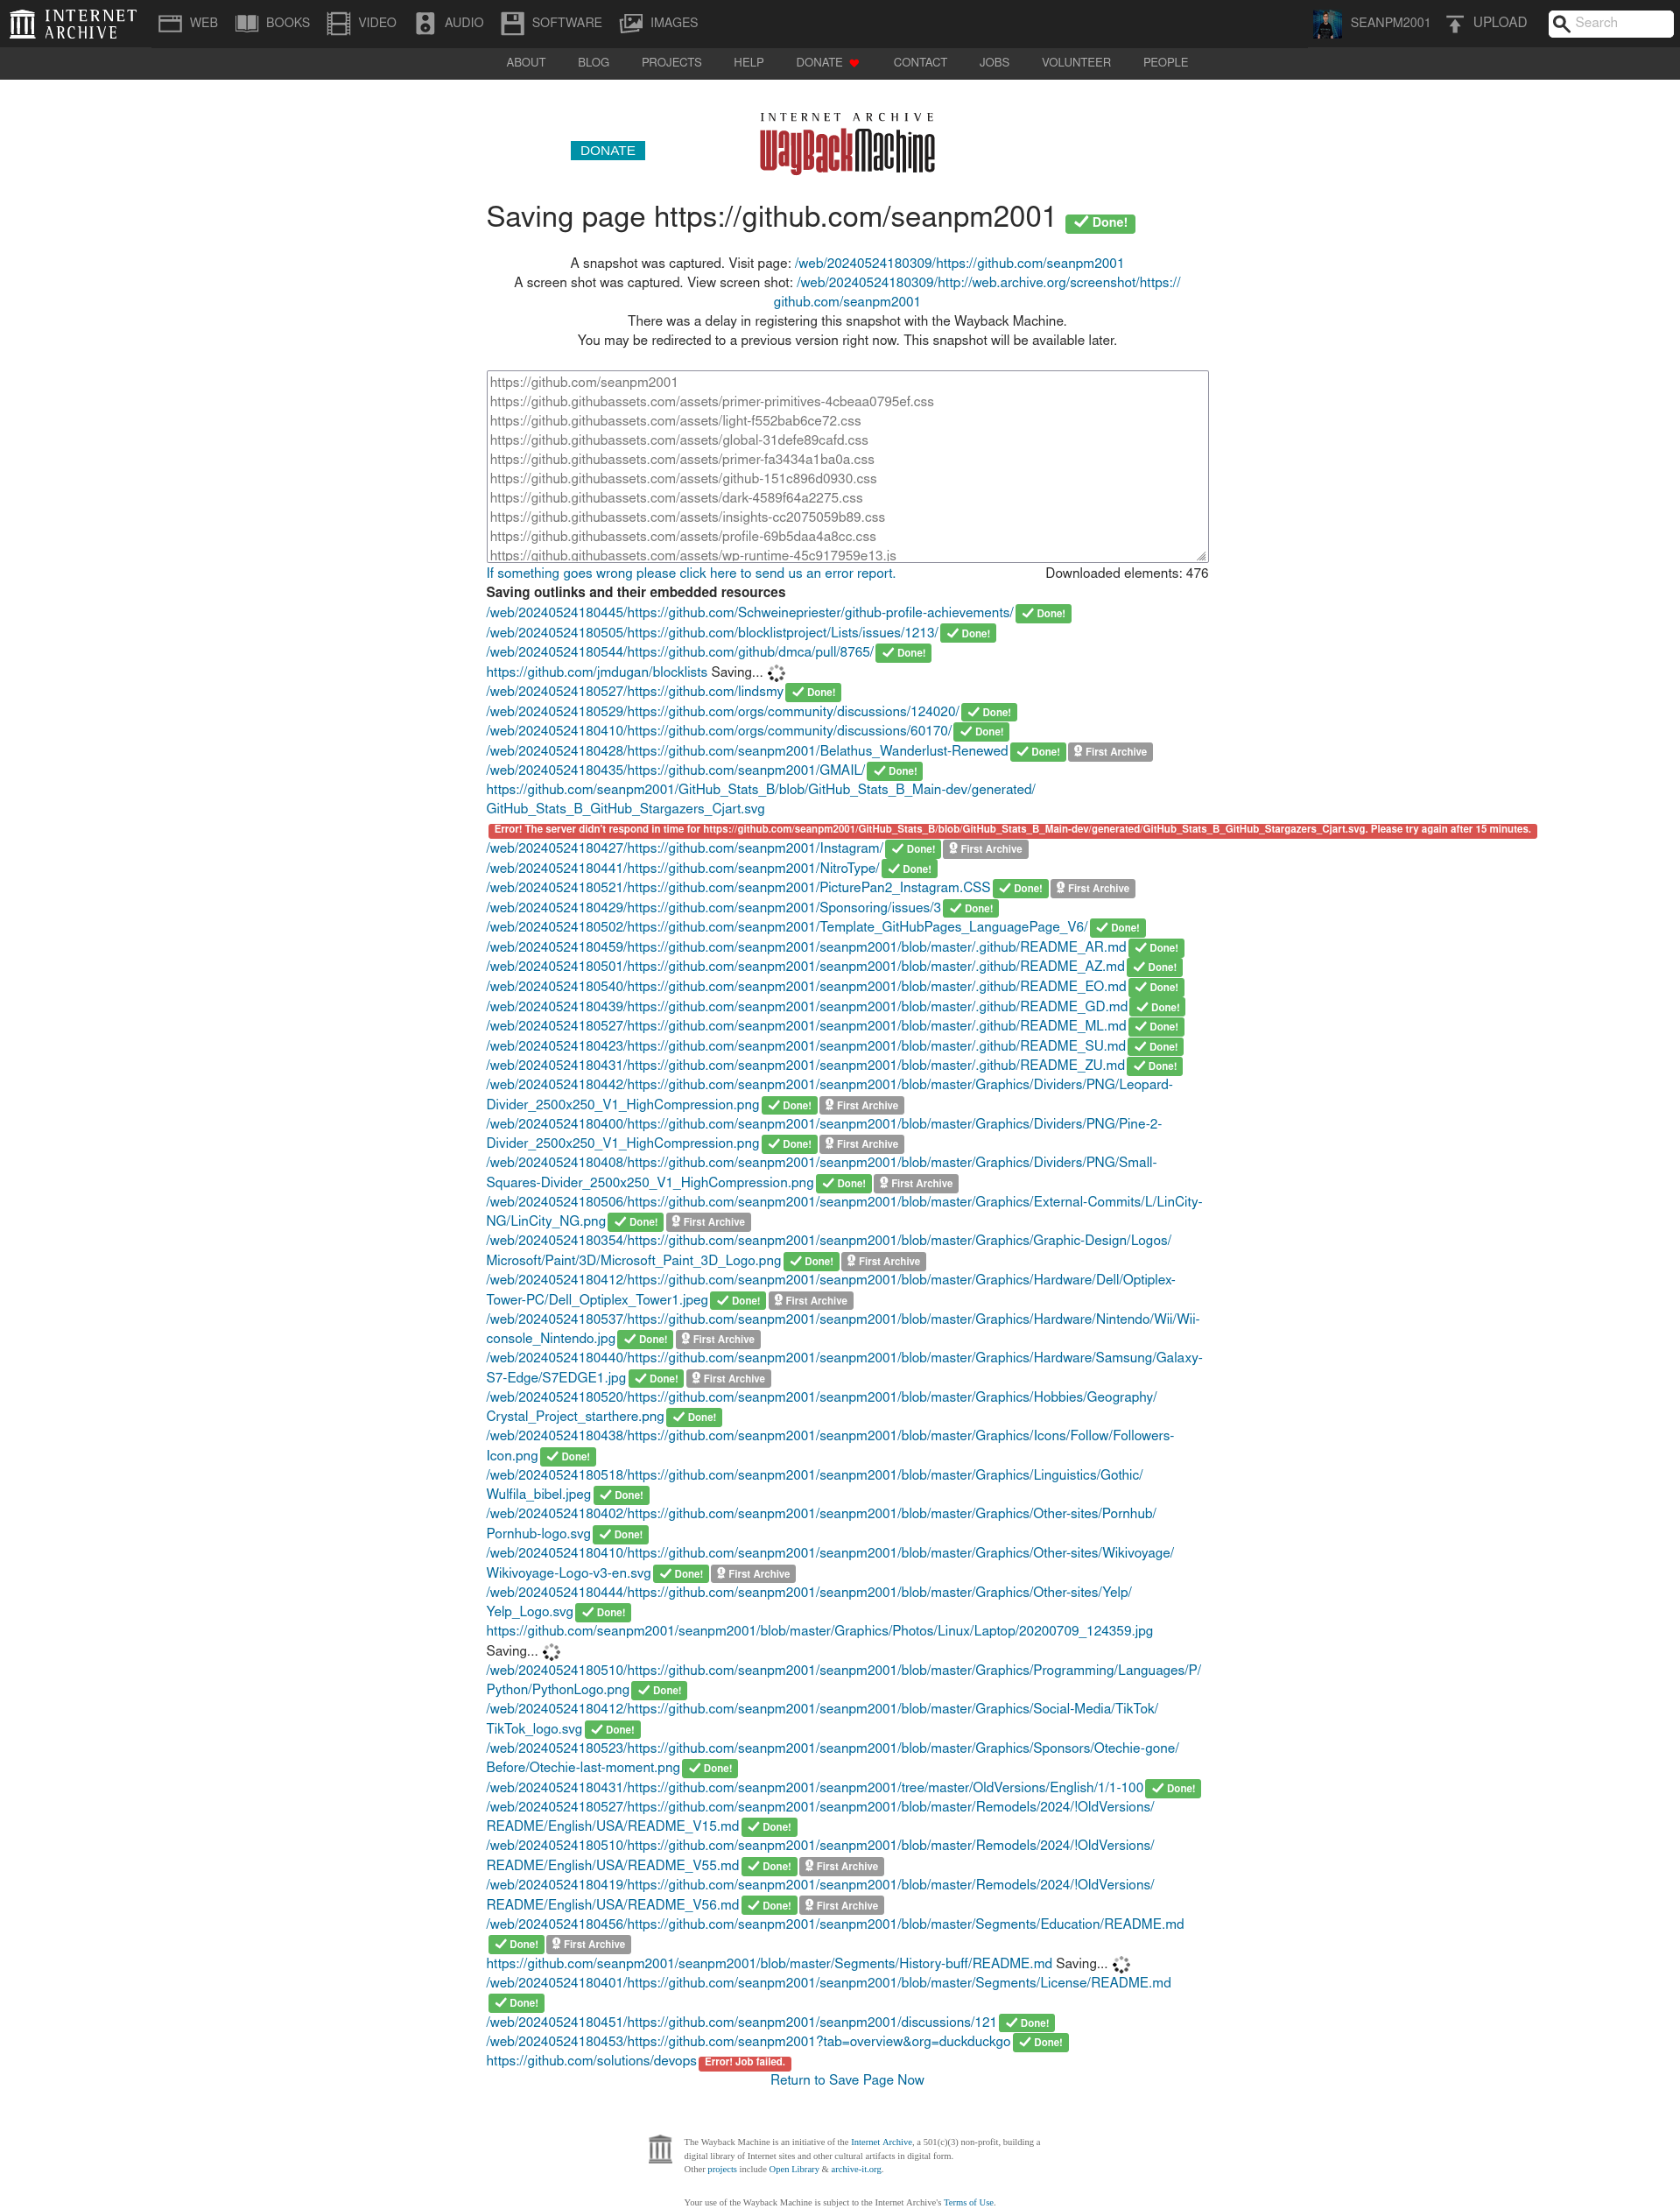 INTERNET ARCHIVE
WEB BOOKS VIDEO AUDIO SOFTWARE IMAGES SEANPM2001 UPLOAD Search
ABOUT BLOG PROJECTS HELP DONATE CONTACT JOBS VOLUNTEER PEOPLE
INTERNET ARCHIVE
DONATE
WayBackMachine
Saving page https://github.com/seanpm2001 Done!
A snapshot was captured. Visit page: /web/20240524180309/https://github.com/seanpm2001
A screen shot was captured. View screen shot: /web/20240524180309/http://web.archive.org/screenshot/https://
github.com/seanpm2001
There was a delay in registering this snapshot with the Wayback Machine.
You may be redirected to a previous version right now. This snapshot will be available later.
https://github.com/seanpm2001
https://github.githubassets.com/assets/primer-primitives-4cbeaa0795ef.css
https://github.githubassets.com/assets/light-f552bab6ce72.css
https://github.githubassets.com/assets/global-31defe89cafd.css
https://github.githubassets.com/assets/primer-fa3434a1ba0a.css
https://github.githubassets.com/assets/github-151c896d0930.css
https://github.githubassets.com/assets/dark-4589f64a2275.css
https://github.githubassets.com/assets/insights-cc2075059b89.css
https://github.githubassets.com/assets/profile-69b5daa4a8cc.css
https://github.githubassets.com/assets/wp-runtime-45c917959e13.js
If something goes wrong please click here to send us an error report. Downloaded elements: 476
Saving outlinks and their embedded resources
/web/20240524180445/https://github.com/Schweinepriester/github-profile-achievements/ Done!
/web/20240524180505/https://github.com/blocklistproject/Lists/issues/1213/ Done!
/web/20240524180544/https://github.com/github/dmca/pull/8765/ Done!
https://github.com/jmdugan/blocklists Saving...
/web/20240524180527/https://github.com/lindsmy Done!
/web/20240524180529/https://github.com/orgs/community/discussions/124020/ Done!
/web/20240524180410/https://github.com/orgs/community/discussions/60170/ Done!
/web/20240524180428/https://github.com/seanpm2001/Belathus_Wanderlust-Renewed Done! First Archive
/web/20240524180435/https://github.com/seanpm2001/GMAIL/ Done!
https://github.com/seanpm2001/GitHub_Stats_B/blob/GitHub_Stats_B_Main-dev/generated/
GitHub_Stats_B_GitHub_Stargazers_Cjart.svg
Error! The server didn't respond in time for https://github.com/seanpm2001/GitHub_Stats_B/blob/GitHub_Stats_B_Main-dev/generated/GitHub_Stats_B_GitHub_Stargazers_Cjart.svg. Please try again after 15 minutes.
/web/20240524180427/https://github.com/seanpm2001/Instagram/ Done! First Archive
/web/20240524180441/https://github.com/seanpm2001/NitroType/ Done!
/web/20240524180521/https://github.com/seanpm2001/PicturePan2_Instagram.CSS Done! First Archive
/web/20240524180429/https://github.com/seanpm2001/Sponsoring/issues/3 Done!
/web/20240524180502/https://github.com/seanpm2001/Template_GitHubPages_LanguagePage_V6/ Done!
/web/20240524180459/https://github.com/seanpm2001/seanpm2001/blob/master/.github/README_AR.md Done!
/web/20240524180501/https://github.com/seanpm2001/seanpm2001/blob/master/.github/README_AZ.md Done!
/web/20240524180540/https://github.com/seanpm2001/seanpm2001/blob/master/.github/README_EO.md Done!
/web/20240524180439/https://github.com/seanpm2001/seanpm2001/blob/master/.github/README_GD.md Done!
/web/20240524180527/https://github.com/seanpm2001/seanpm2001/blob/master/.github/README_ML.md Done!
/web/20240524180423/https://github.com/seanpm2001/seanpm2001/blob/master/.github/README_SU.md Done!
/web/20240524180431/https://github.com/seanpm2001/seanpm2001/blob/master/.github/README_ZU.md Done!
/web/20240524180442/https://github.com/seanpm2001/seanpm2001/blob/master/Graphics/Dividers/PNG/Leopard-
Divider_2500x250_V1_HighCompression.png Done! First Archive
/web/20240524180400/https://github.com/seanpm2001/seanpm2001/blob/master/Graphics/Dividers/PNG/Pine-2-
Divider_2500x250_V1_HighCompression.png Done! First Archive
/web/20240524180408/https://github.com/seanpm2001/seanpm2001/blob/master/Graphics/Dividers/PNG/Small-
Squares-Divider_2500x250_V1_HighCompression.png Done! First Archive
/web/20240524180506/https://github.com/seanpm2001/seanpm2001/blob/master/Graphics/External-Commits/L/LinCity-
NG/LinCity_NG.png Done! First Archive
/web/20240524180354/https://github.com/seanpm2001/seanpm2001/blob/master/Graphics/Graphic-Design/Logos/
Microsoft/Paint/3D/Microsoft_Paint_3D_Logo.png Done! First Archive
/web/20240524180412/https://github.com/seanpm2001/seanpm2001/blob/master/Graphics/Hardware/Dell/Optiplex-
Tower-PC/Dell_Optiplex_Tower1.jpeg Done! First Archive
/web/20240524180537/https://github.com/seanpm2001/seanpm2001/blob/master/Graphics/Hardware/Nintendo/Wii/Wii-
console_Nintendo.jpg Done! First Archive
/web/20240524180440/https://github.com/seanpm2001/seanpm2001/blob/master/Graphics/Hardware/Samsung/Galaxy-
S7-Edge/S7EDGE1.jpg Done! First Archive
/web/20240524180520/https://github.com/seanpm2001/seanpm2001/blob/master/Graphics/Hobbies/Geography/
Crystal_Project_starthere.png Done!
/web/20240524180438/https://github.com/seanpm2001/seanpm2001/blob/master/Graphics/Icons/Follow/Followers-
Icon.png Done!
/web/20240524180518/https://github.com/seanpm2001/seanpm2001/blob/master/Graphics/Linguistics/Gothic/
Wulfila_bibel.jpeg Done!
/web/20240524180402/https://github.com/seanpm2001/seanpm2001/blob/master/Graphics/Other-sites/Pornhub/
Pornhub-logo.svg Done!
/web/20240524180410/https://github.com/seanpm2001/seanpm2001/blob/master/Graphics/Other-sites/Wikivoyage/
Wikivoyage-Logo-v3-en.svg Done! First Archive
/web/20240524180444/https://github.com/seanpm2001/seanpm2001/blob/master/Graphics/Other-sites/Yelp/
Yelp_Logo.svg Done!
https://github.com/seanpm2001/seanpm2001/blob/master/Graphics/Photos/Linux/Laptop/20200709_124359.jpg
Saving...
/web/20240524180510/https://github.com/seanpm2001/seanpm2001/blob/master/Graphics/Programming/Languages/P/
Python/PythonLogo.png Done!
/web/20240524180412/https://github.com/seanpm2001/seanpm2001/blob/master/Graphics/Social-Media/TikTok/
TikTok_logo.svg Done!
/web/20240524180523/https://github.com/seanpm2001/seanpm2001/blob/master/Graphics/Sponsors/Otechie-gone/
Before/Otechie-last-moment.png Done!
/web/20240524180431/https://github.com/seanpm2001/seanpm2001/tree/master/OldVersions/English/1/1-100 Done!
/web/20240524180527/https://github.com/seanpm2001/seanpm2001/blob/master/Remodels/2024/!OldVersions/
README/English/USA/README_V15.md Done!
/web/20240524180510/https://github.com/seanpm2001/seanpm2001/blob/master/Remodels/2024/!OldVersions/
README/English/USA/README_V55.md Done! First Archive
/web/20240524180419/https://github.com/seanpm2001/seanpm2001/blob/master/Remodels/2024/!OldVersions/
README/English/USA/README_V56.md Done! First Archive
/web/20240524180456/https://github.com/seanpm2001/seanpm2001/blob/master/Segments/Education/README.md
Done! First Archive
https://github.com/seanpm2001/seanpm2001/blob/master/Segments/History-buff/README.md Saving...
/web/20240524180401/https://github.com/seanpm2001/seanpm2001/blob/master/Segments/License/README.md
Done!
/web/20240524180451/https://github.com/seanpm2001/seanpm2001/discussions/121 Done!
/web/20240524180453/https://github.com/seanpm2001?tab=overview&org=duckduckgo Done!
https://github.com/solutions/devops Error! Job failed.
Return to Save Page Now
The Wayback Machine is an initiative of the Internet Archive, a 501(c)(3) non-profit, building a
digital library of Internet sites and other cultural artifacts in digital form.
Other projects include Open Library & archive-it.org.
Your use of the Wayback Machine is subject to the Internet Archive's Terms of Use.